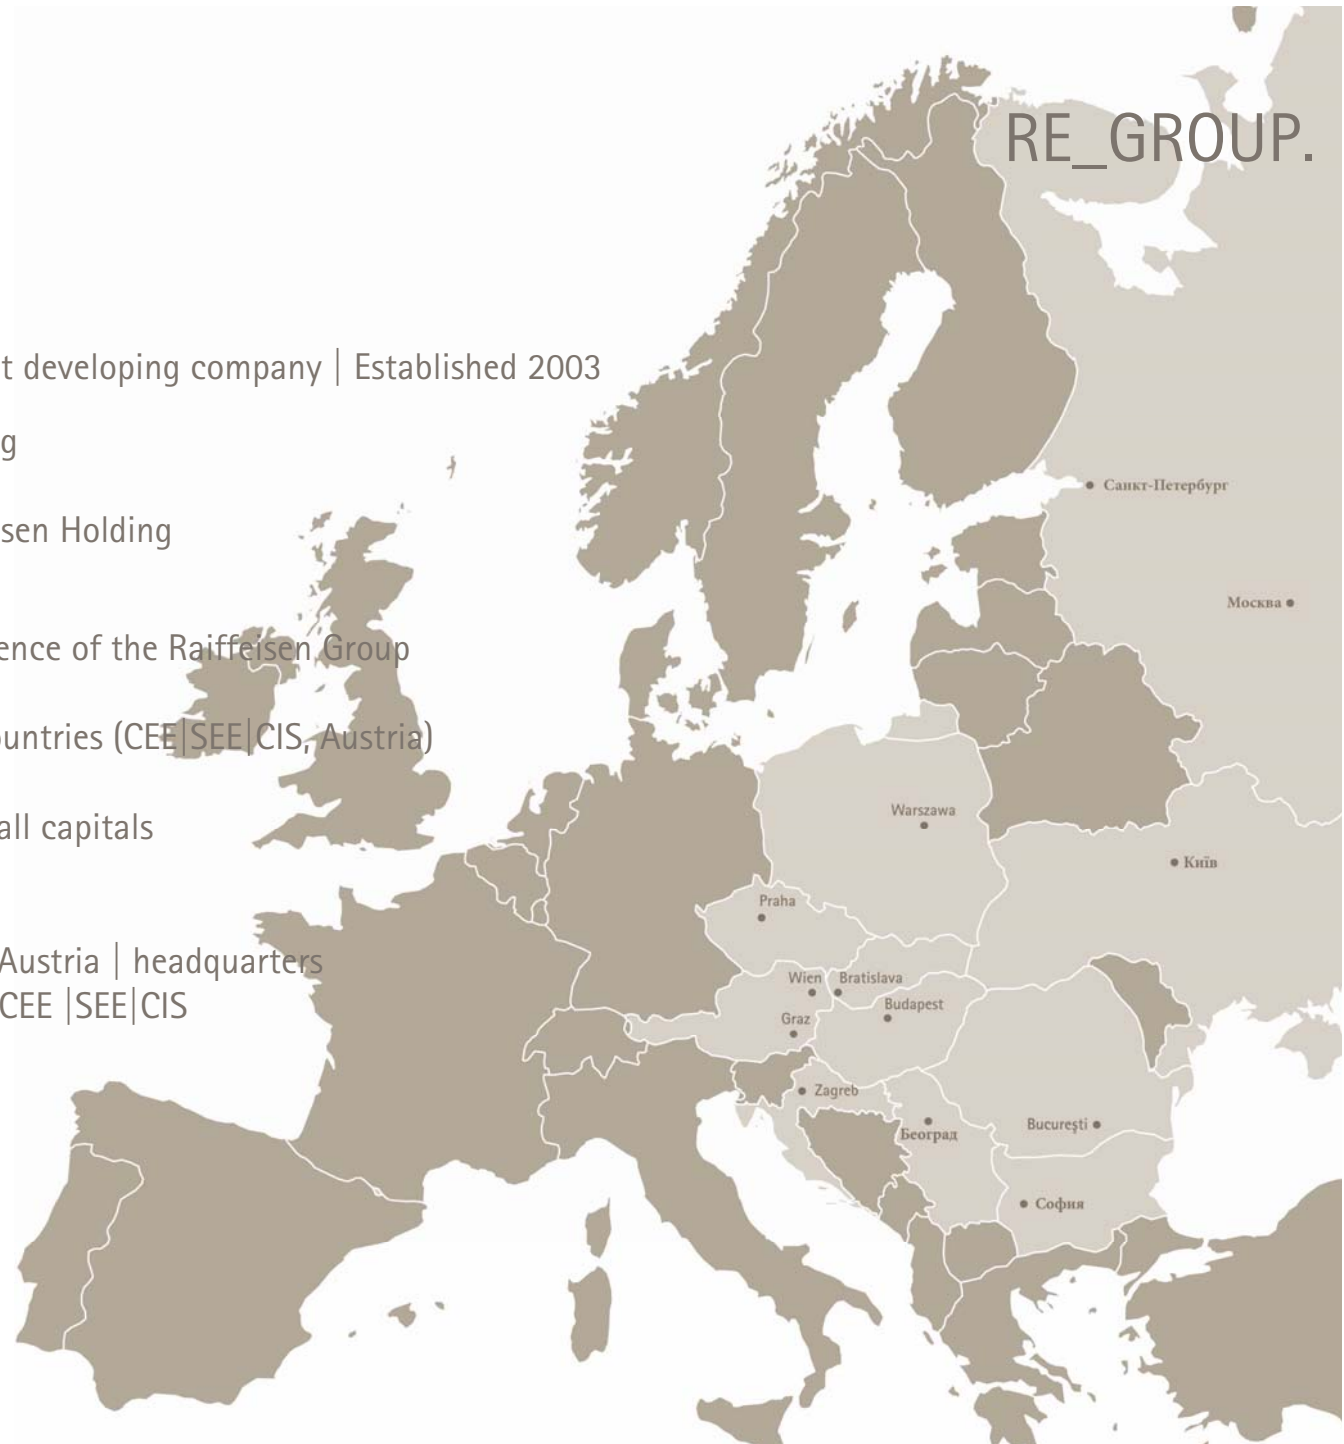 RE_GROUP.
t developing company | Established 2003
g
sen Holding
ence of the Raiffeisen Group
ountries (CEE|SEE|CIS, Austria)
all capitals
Austria | headquarters
CEE |SEE|CIS
Санкт-Петербург
Москва
Warszawa
Київ
Praha
Wien
Bratislava
Budapest
Graz
Zagreb
Београд
Bucureşti
София